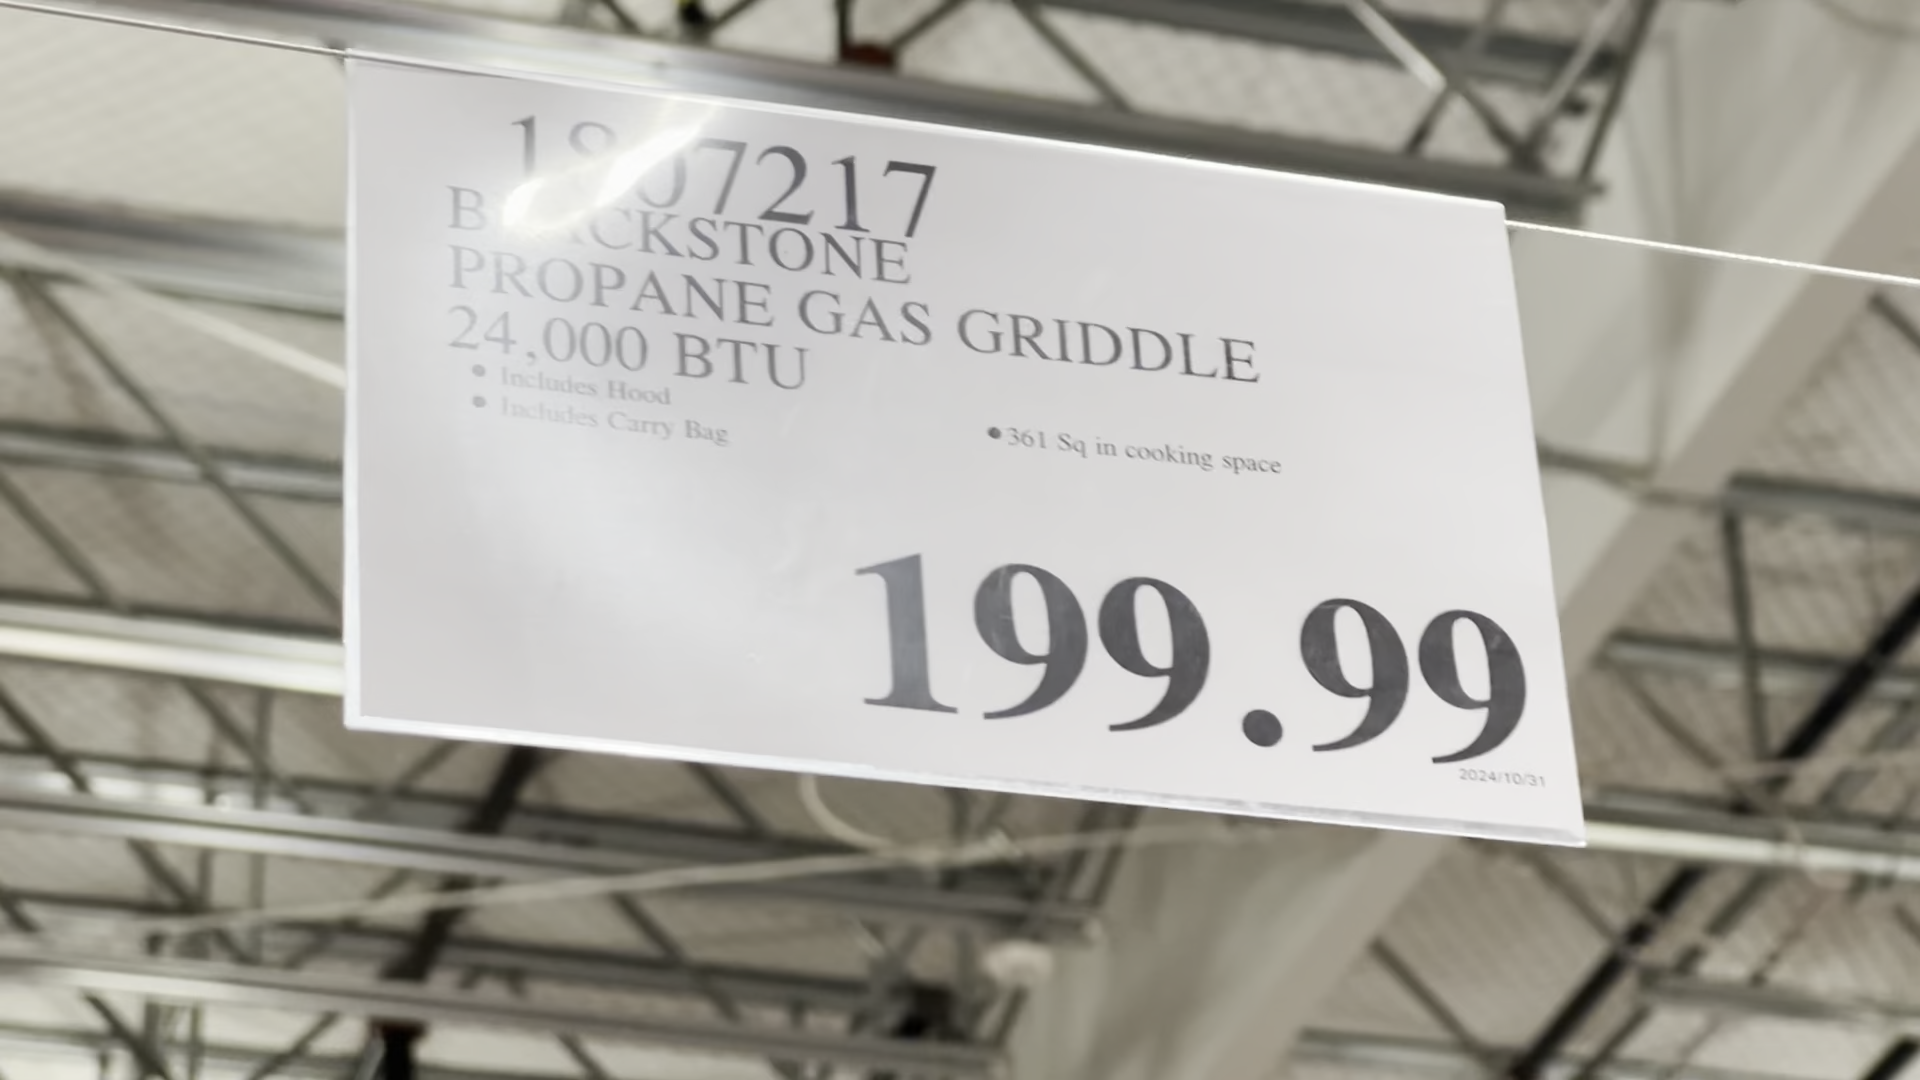 BLACKSTONE
PROPANE GAS GRIDDLE
24,000 BTU
• Includes Hood
• Includes Carry Bag
• 361 Sq in cooking space
199.99
2024/10/31